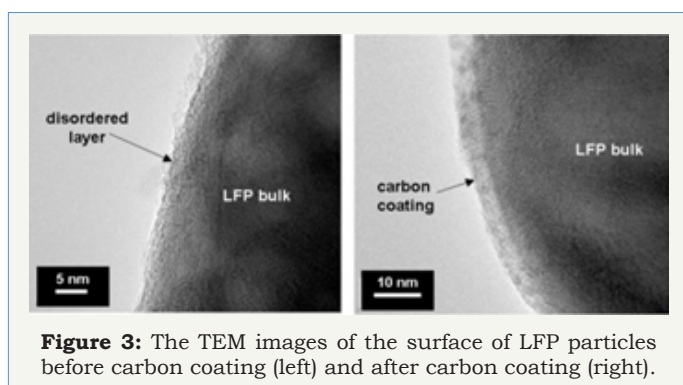 disordered
layer
LFP bulk
5 nm
carbon
coating
LFP bulk
10 nm
Figure 3: The TEM images of the surface of LFP particles
before carbon coating (left) and after carbon coating (right).